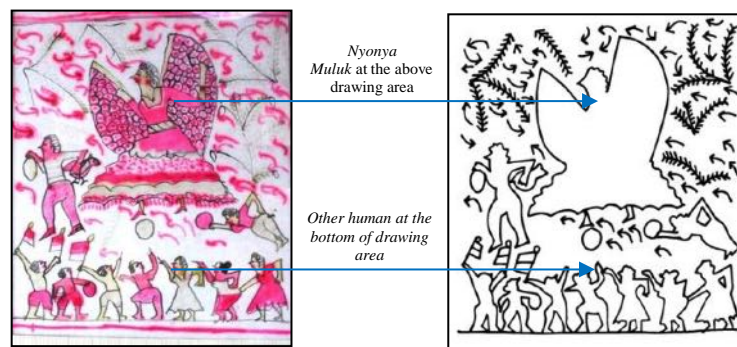 Nyonya
Muluk at the above
drawing area
Other human at the
bottom of drawing
area